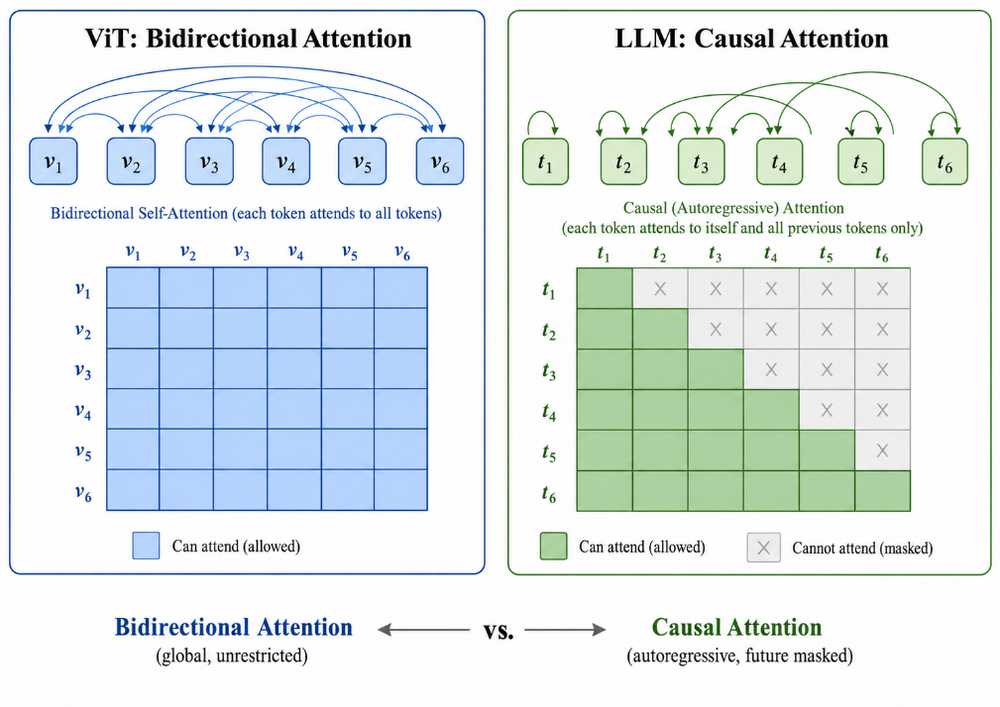 ViT: Bidirectional Attention
v1 v2 v3 v4 v5 v6
Bidirectional Self-Attention (each token attends to all tokens)
v1 v2 v3 v4 v5 v6
v1
v2
v3
v4
v5
v6
Can attend (allowed)
LLM: Causal Attention
t1 t2 t3 t4 t5 t6
Causal (Autoregressive) Attention
(each token attends to itself and all previous tokens only)
t1 t2 t3 t4 t5 t6
t1 X X X X X
t2 X X X X
t3 X X X
t4 X X
t5 X
t6
Can attend (allowed)
X Cannot attend (masked)
Bidirectional Attention vs. Causal Attention
(global, unrestricted) (autoregressive, future masked)